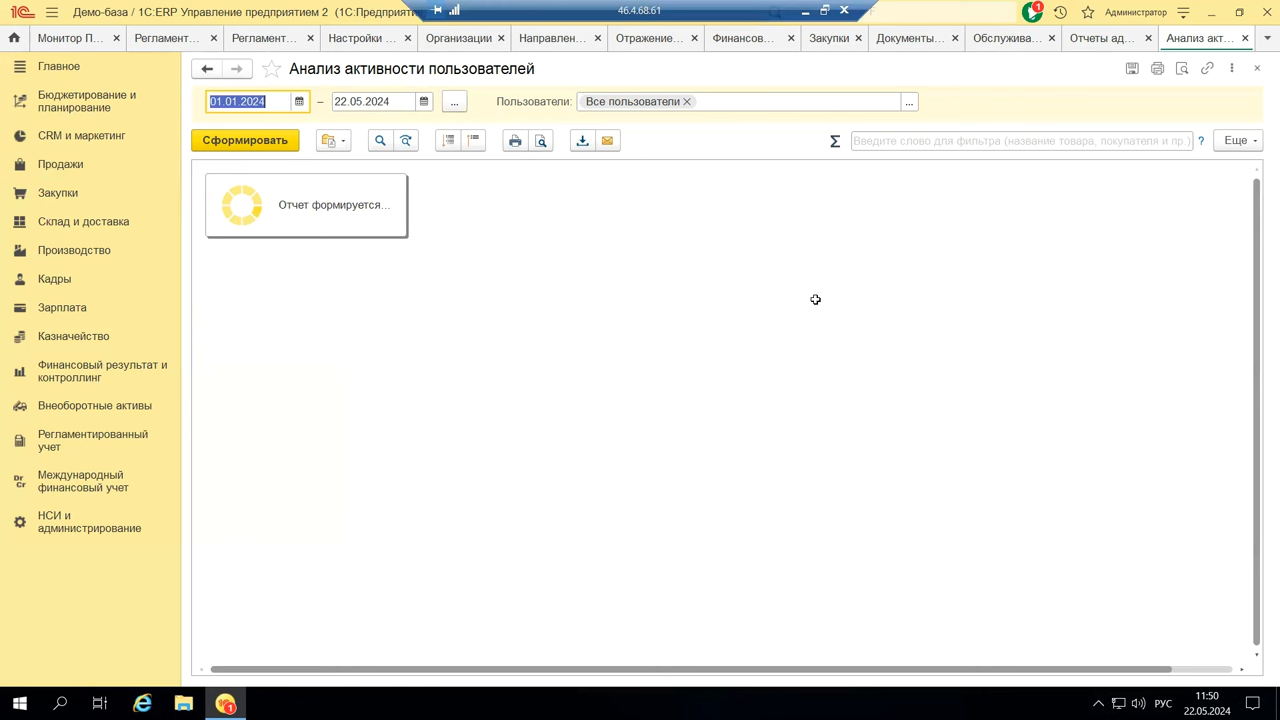 Демо-база / 1С:ERP Управление предприятием 2 (1С:Предприяти
46.4.68.61
1
Администратор
Монитор П...
Регламент...
Регламент...
Настройки ...
Организации
Направлен...
Отражение...
Финансов...
Закупки
Документы...
Обслужива...
Отчеты ад...
Анализ акт...
Главное
Бюджетирование и
планирование
CRM и маркетинг
Продажи
Закупки
Склад и доставка
Производство
Кадры
Зарплата
Казначейство
Финансовый результат и
контроллинг
Внеоборотные активы
Регламентированный
учет
Dr
Cr
Международный
финансовый учет
НСИ и
администрирование
Анализ активности пользователей
01.01.2024 – 22.05.2024 ... Пользователи: Все пользователи ...
Сформировать
Σ
Введите слово для фильтра (название товара, покупателя и пр.)
?
Еще
Отчет формируется...
1
РУС
11:50
22.05.2024